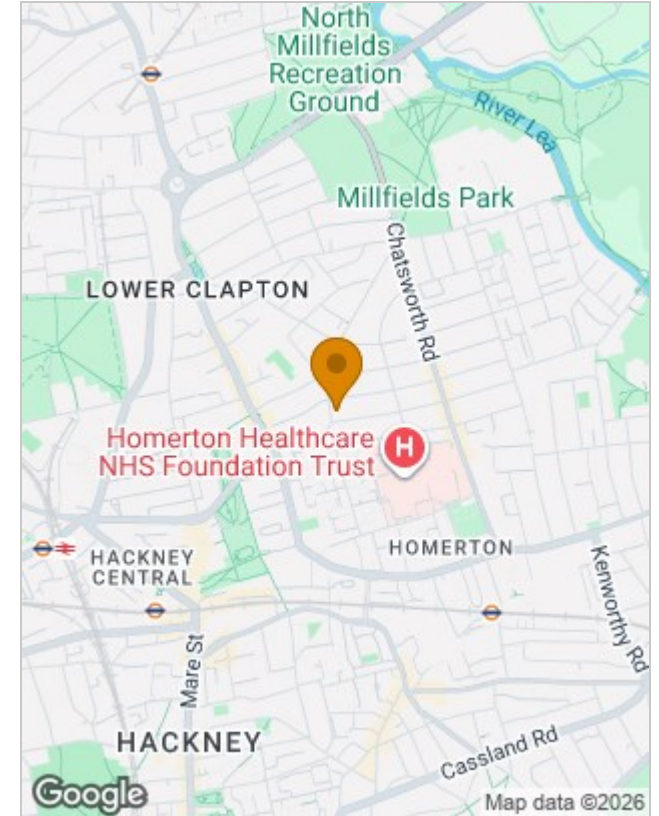 North
Millfields
Recreation
Ground
River Lea
Millfields Park
Chatsworth Rd
LOWER CLAPTON
Homerton Healthcare
NHS Foundation Trust
H
HOMERTON
HACKNEY
CENTRAL
Kenworthy Rd
Mare St
HACKNEY
Cassland Rd
Google
Map data ©2026